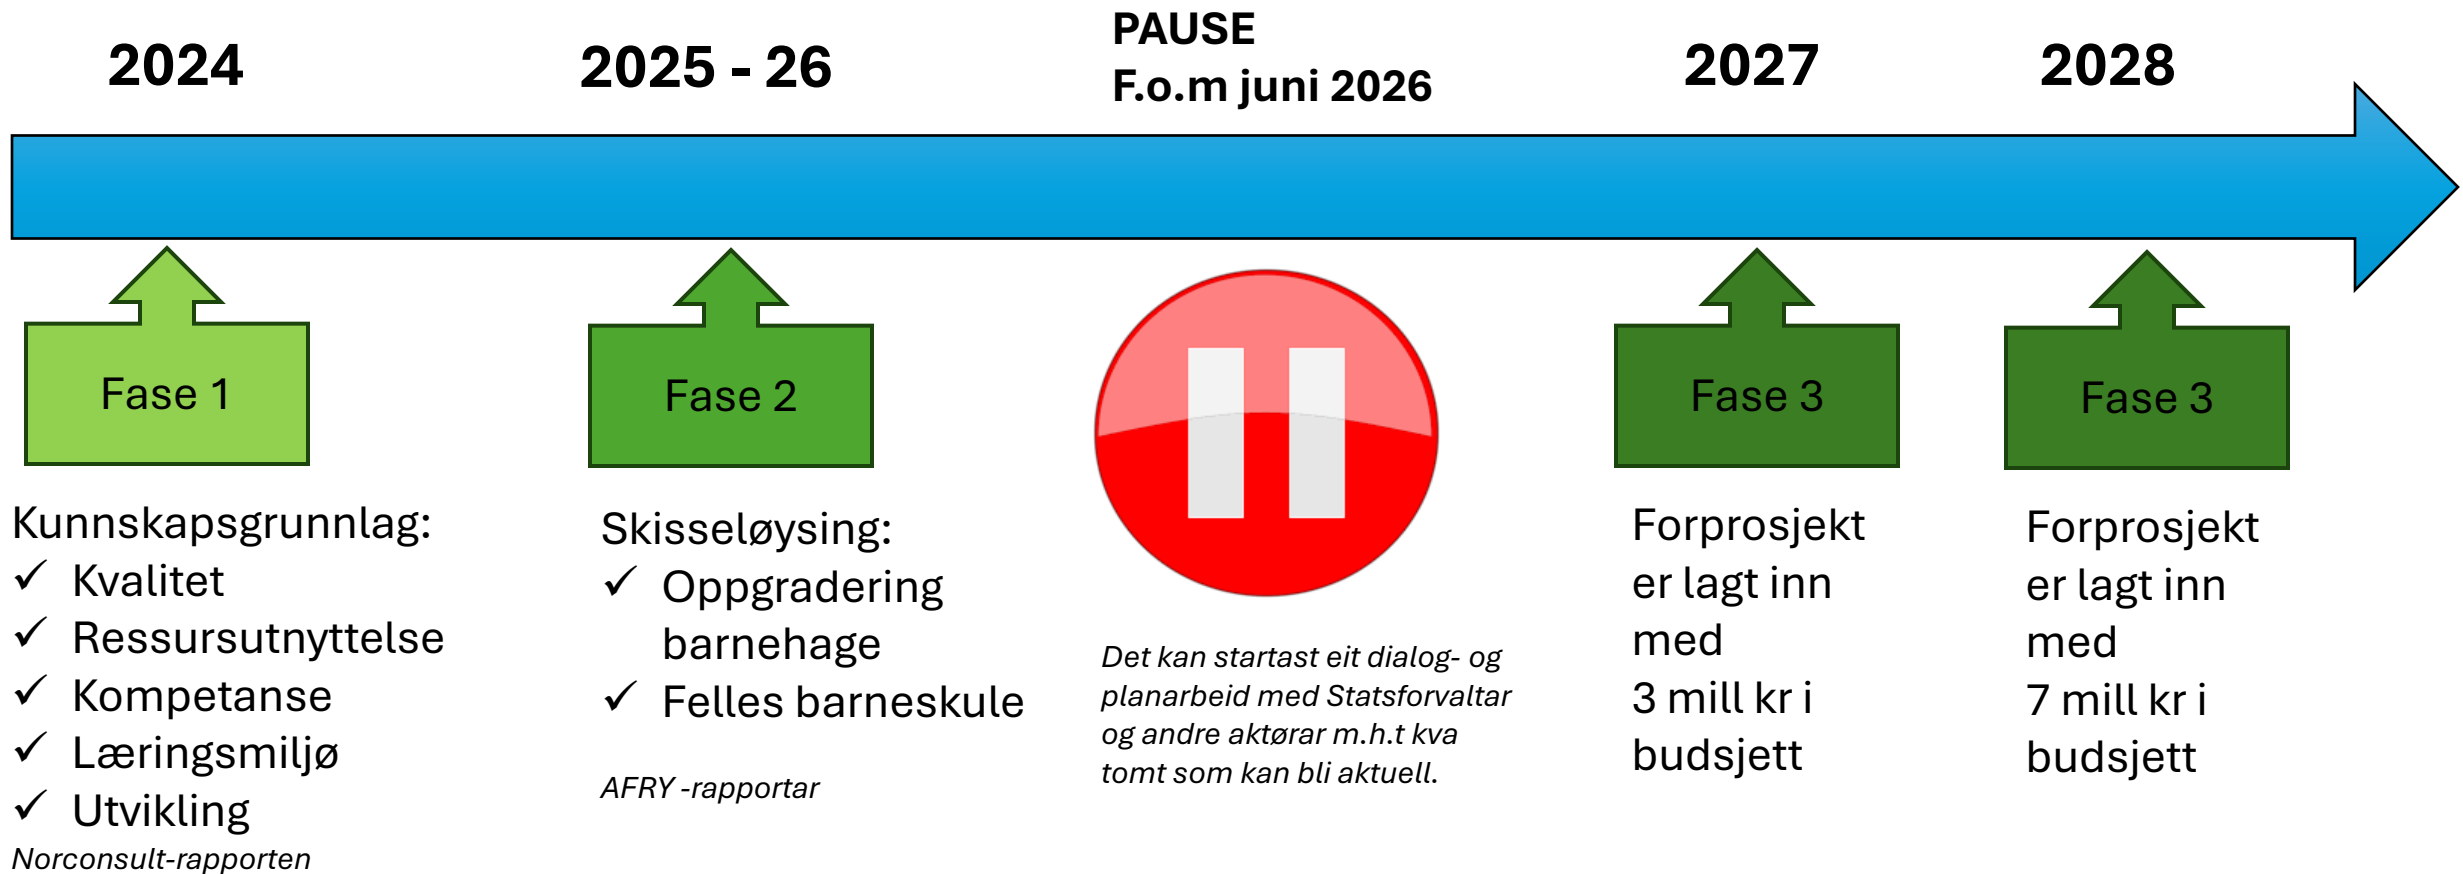 2024
2025 - 26
PAUSE
F.o.m juni 2026
2027
2028
Fase 1
Fase 2
Fase 3
Fase 3
Kunnskapsgrunnlag:
✓ Kvalitet
✓ Ressursutnyttelse
✓ Kompetanse
✓ Læringsmiljø
✓ Utvikling
Norconsult-rapporten
Skisseløysing:
✓ Oppgradering
barnehage
✓ Felles barneskule
AFRY -rapportar
Det kan startast eit dialog- og
planarbeid med Statsforvaltar
og andre aktørar m.h.t kva
tomt som kan bli aktuell.
Forprosjekt
er lagt inn
med
3 mill kr i
budsjett
Forprosjekt
er lagt inn
med
7 mill kr i
budsjett